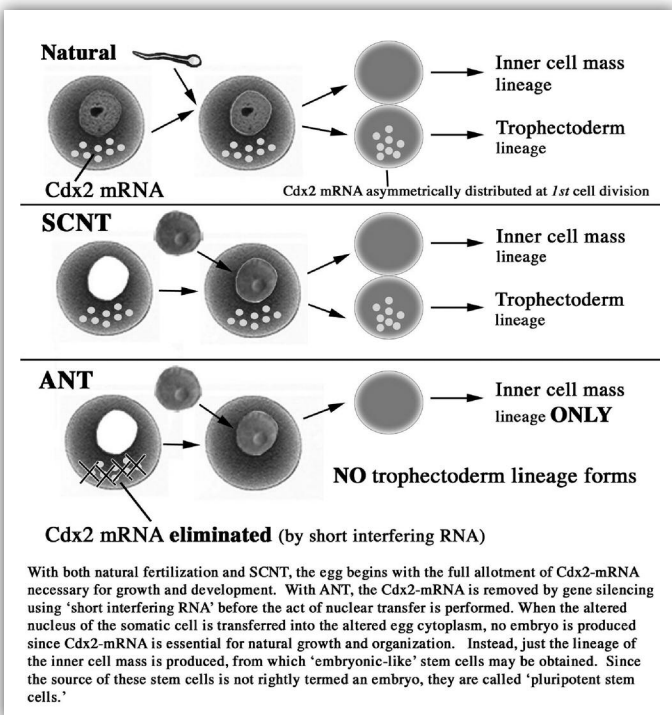 Natural
Inner cell mass
lineage
Trophectoderm
lineage
Cdx2 mRNA
Cdx2 mRNA asymmetrically distributed at 1st cell division
SCNT
Inner cell mass
lineage
Trophectoderm
lineage
ANT
Inner cell mass
lineage ONLY
NO trophectoderm lineage forms
Cdx2 mRNA eliminated (by short interfering RNA)
With both natural fertilization and SCNT, the egg begins with the full allotment of Cdx2-mRNA
necessary for growth and development. With ANT, the Cdx2-mRNA is removed by gene silencing
using ‘short interfering RNA’ before the act of nuclear transfer is performed. When the altered
nucleus of the somatic cell is transferred into the altered egg cytoplasm, no embryo is produced
since Cdx2-mRNA is essential for natural growth and organization. Instead, just the lineage of
the inner cell mass is produced, from which ‘embryonic-like’ stem cells may be obtained. Since
the source of these stem cells is not rightly termed an embryo, they are called ‘pluripotent stem
cells.’